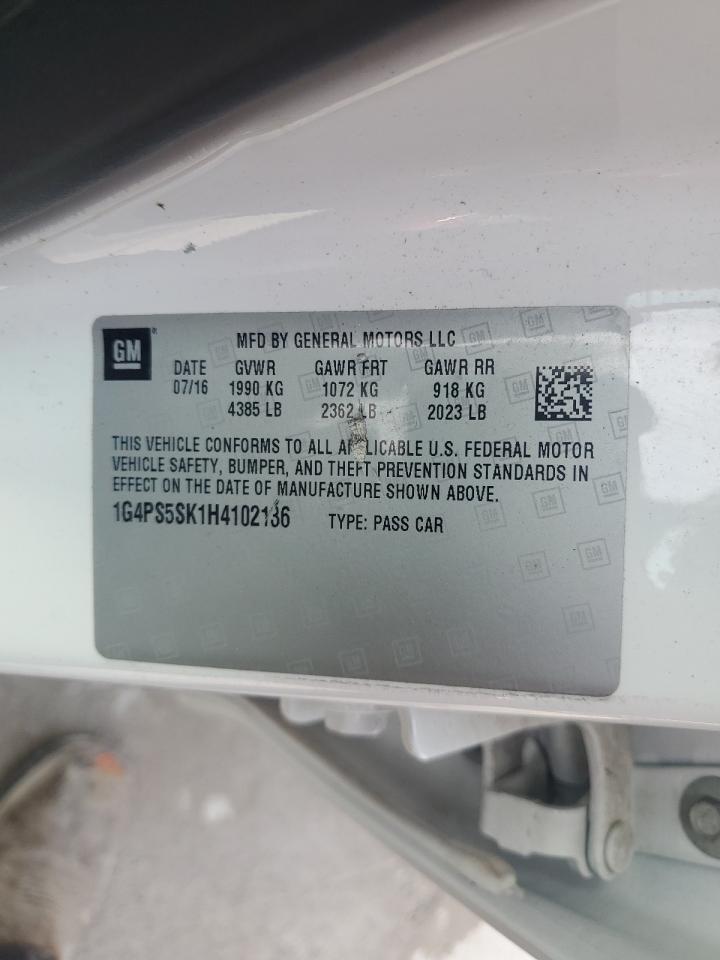 GM
MFD BY GENERAL MOTORS LLC
DATE GVWR GAWR FRT GAWR RR
07/16 1990 KG 1072 KG 918 KG
4385 LB 2362 LB 2023 LB
THIS VEHICLE CONFORMS TO ALL APPLICABLE U.S. FEDERAL MOTOR
VEHICLE SAFETY, BUMPER, AND THEFT PREVENTION STANDARDS IN
EFFECT ON THE DATE OF MANUFACTURE SHOWN ABOVE.
1G4PS5SK1H4102136 TYPE: PASS CAR